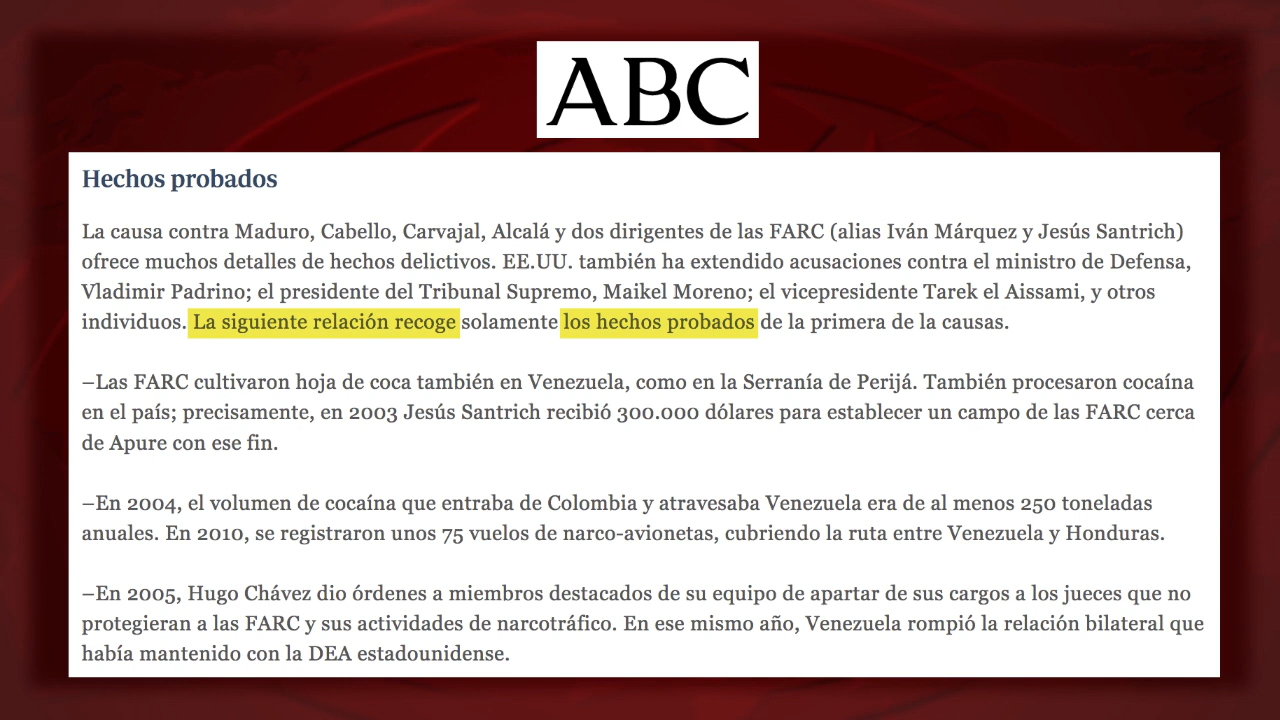 ABC
Hechos probados
La causa contra Maduro, Cabello, Carvajal, Alcalá y dos dirigentes de las FARC (alias Iván Márquez y Jesús Santrich)
ofrece muchos detalles de hechos delictivos. EE.UU. también ha extendido acusaciones contra el ministro de Defensa,
Vladimir Padrino; el presidente del Tribunal Supremo, Maikel Moreno; el vicepresidente Tarek el Aissami, y otros
individuos. La siguiente relación recoge solamente los hechos probados de la primera de la causas.
–Las FARC cultivaron hoja de coca también en Venezuela, como en la Serranía de Perijá. También procesaron cocaína
en el país; precisamente, en 2003 Jesús Santrich recibió 300.000 dólares para establecer un campo de las FARC cerca
de Apure con ese fin.
–En 2004, el volumen de cocaína que entraba de Colombia y atravesaba Venezuela era de al menos 250 toneladas
anuales. En 2010, se registraron unos 75 vuelos de narco-avionetas, cubriendo la ruta entre Venezuela y Honduras.
–En 2005, Hugo Chávez dio órdenes a miembros destacados de su equipo de apartar de sus cargos a los jueces que no
protegieran a las FARC y sus actividades de narcotráfico. En ese mismo año, Venezuela rompió la relación bilateral que
había mantenido con la DEA estadounidense.